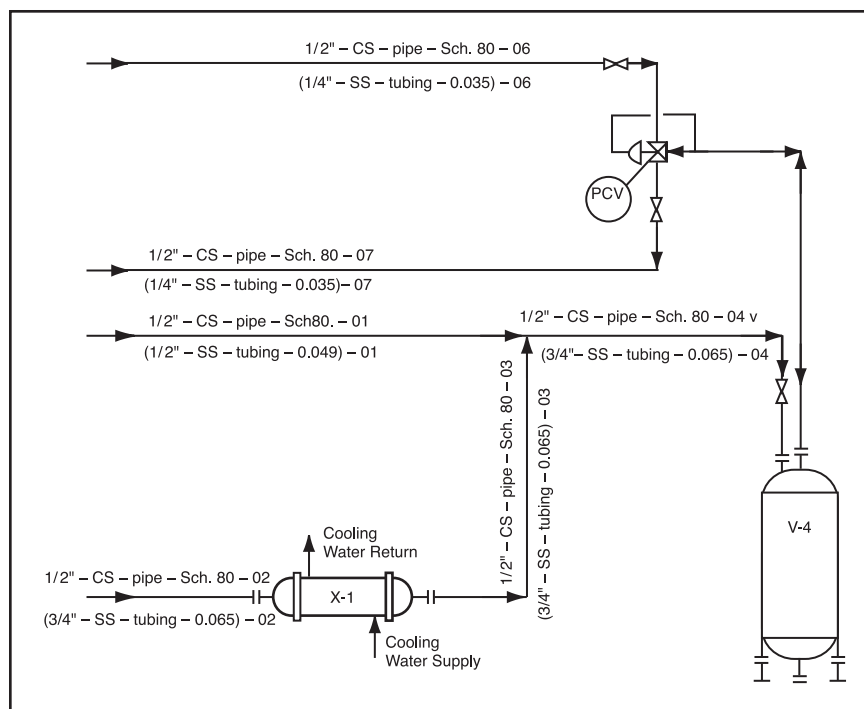 1/2" – CS – pipe – Sch. 80 – 06
(1/4" – SS – tubing – 0.035) – 06
PCV
1/2" – CS – pipe – Sch. 80 – 07
(1/4" – SS – tubing – 0.035)– 07
1/2" – CS – pipe – Sch80. – 01
(1/2" – SS – tubing – 0.049) – 01
1/2" – CS – pipe – Sch. 80 – 04 v
(3/4"– SS – tubing – 0.065) – 04
1/2" – CS – pipe – Sch. 80 – 03
(3/4" – SS – tubing – 0.065) – 03
V-4
Cooling
Water Return
1/2" – CS – pipe – Sch. 80 – 02
X-1
(3/4" – SS – tubing – 0.065) – 02
Cooling
Water Supply